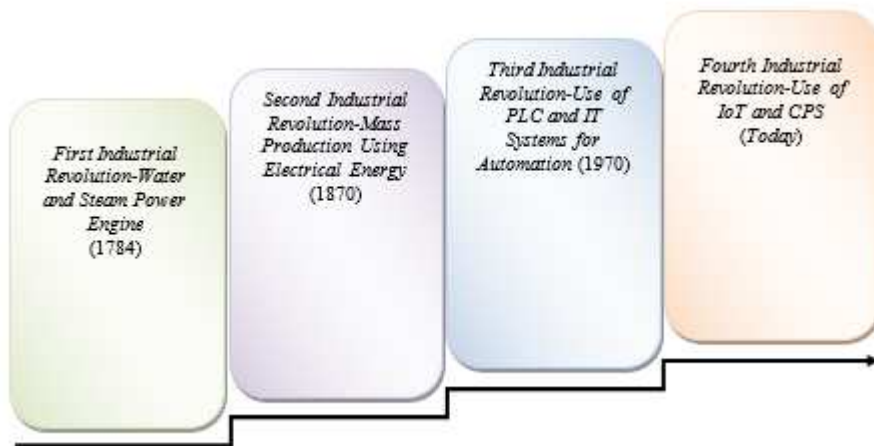 First Industrial
Revolution-Water
and Steam Power
Engine
(1784)
Second Industrial
Revolution-Mass
Production Using
Electrical Energy
(1870)
Third Industrial
Revolution-Use of
PLC and IT
Systems for
Automation (1970)
Fourth Industrial
Revolution-Use of
IoT and CPS
(Today)